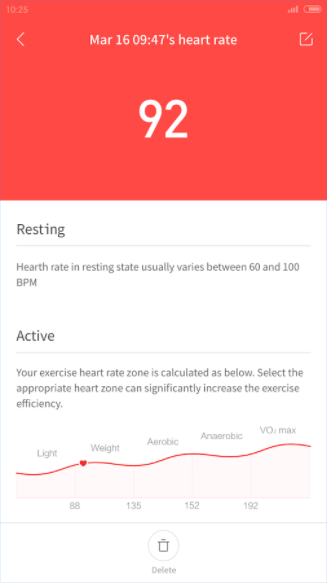 10:25
Mar 16 09:47's heart rate
92
Resting
Hearth rate in resting state usually varies between 60 and 100
BPM
Active
Your exercise heart rate zone is calculated as below. Select the
appropriate heart zone can significantly increase the exercise
efficiency.
Light
Weight
Aerobic
Anaerobic
VO₂ max
88
135
152
192
Delete